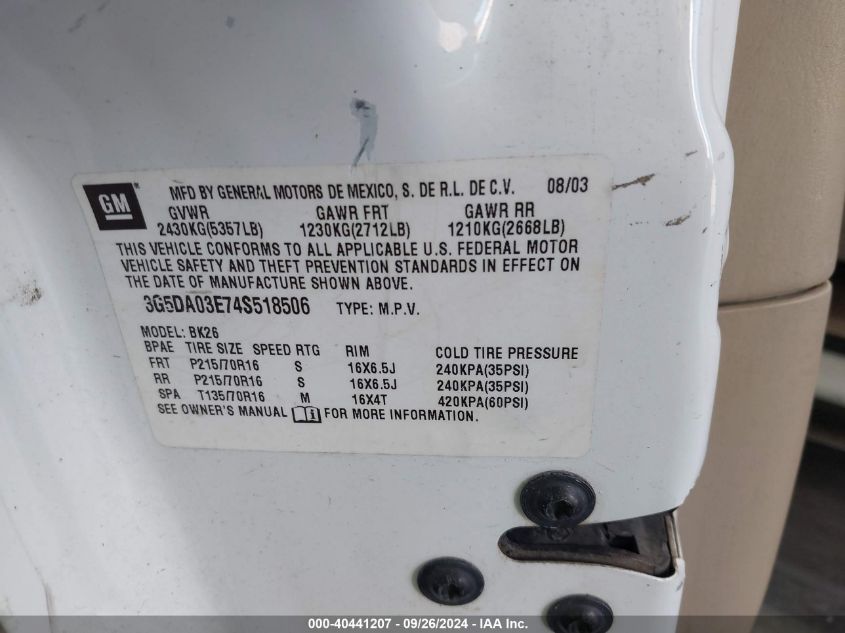 GM
MFD BY GENERAL MOTORS DE MEXICO, S. DE R.L. DE C.V. 08/03
GVWR GAWR FRT GAWR RR
2430KG(5357LB) 1230KG(2712LB) 1210KG(2668LB)
THIS VEHICLE CONFORMS TO ALL APPLICABLE U.S. FEDERAL MOTOR
VEHICLE SAFETY AND THEFT PREVENTION STANDARDS IN EFFECT ON
THE DATE OF MANUFACTURE SHOWN ABOVE.
3G5DA03E74S518506 TYPE: M.P.V.
MODEL: BK26
BPAE TIRE SIZE SPEED RTG RIM COLD TIRE PRESSURE
FRT P215/70R16 S 16X6.5J 240KPA(35PSI)
RR P215/70R16 S 16X6.5J 240KPA(35PSI)
SPA T135/70R16 M 16X4T 420KPA(60PSI)
SEE OWNER'S MANUAL FOR MORE INFORMATION.
000-40441207 - 09/26/2024 - IAA Inc.